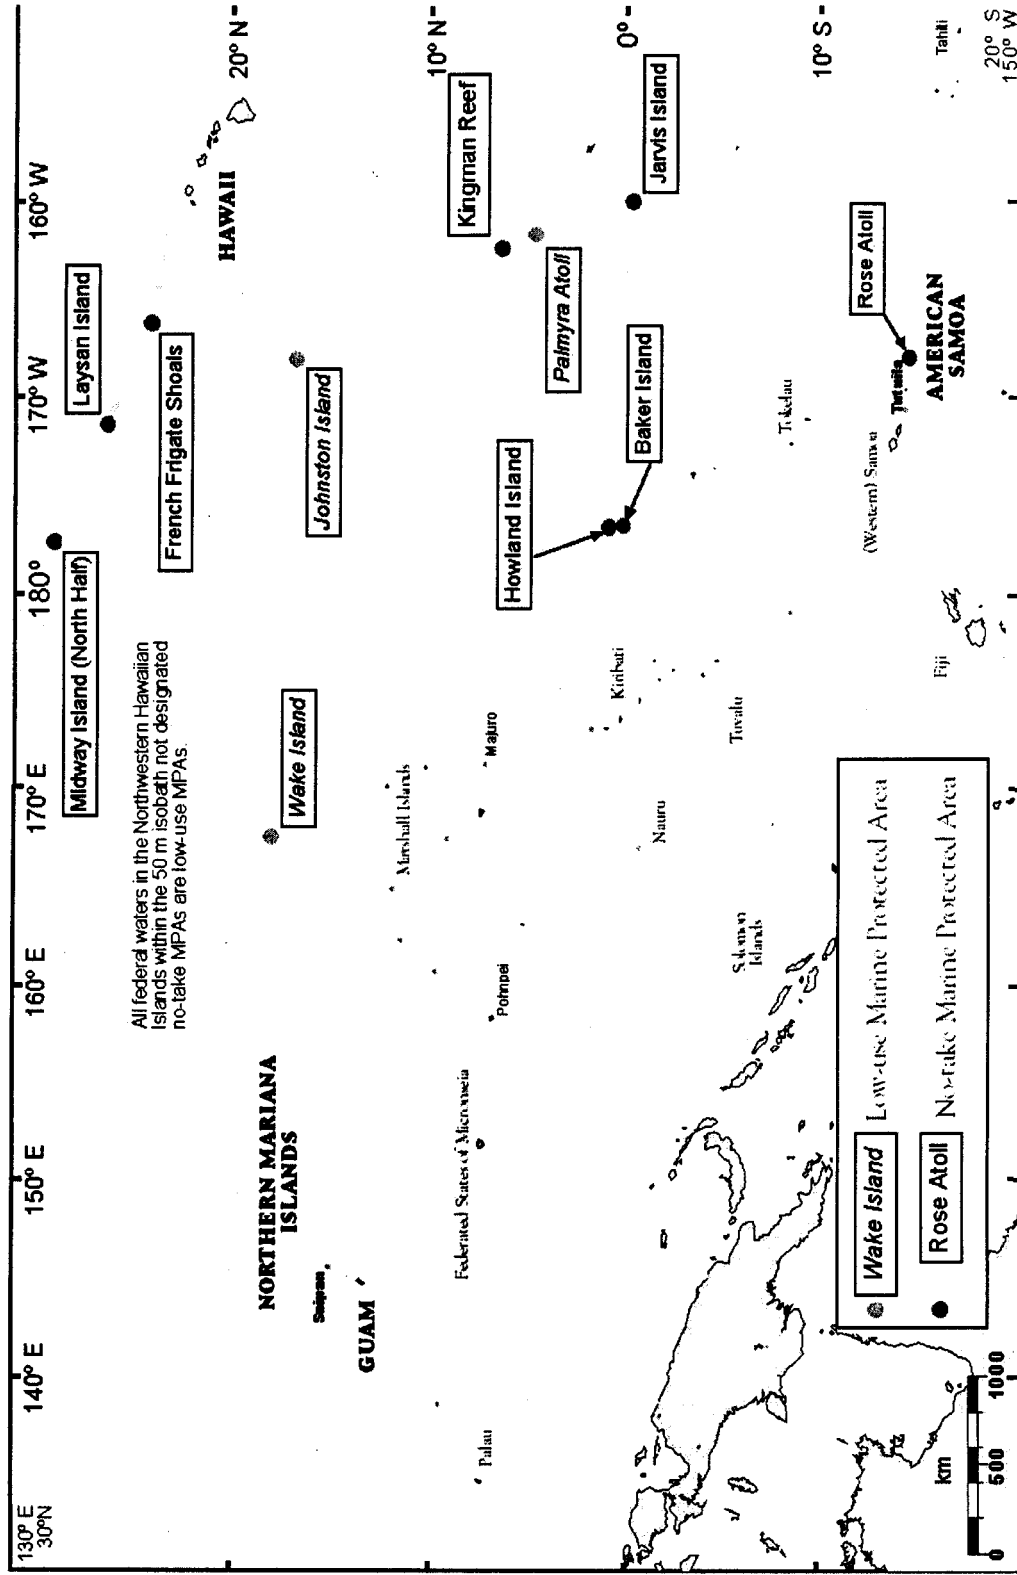 130° E
30°N
140° E
150° E
160° E
170° E
180°
170° W
160° W
20° N
10° N
0°
10° S
20° S
150° W
Midway Island (North Half)
Laysan Island
French Frigate Shoals
HAWAII
All federal waters in the Northwestern Hawaiian
Islands within the 50 m isobath not designated
no-take MPAs are low-use MPAs.
Johnston Island
Wake Island
NORTHERN MARIANA
ISLANDS
Saipan
GUAM
Marshall Islands
Majuro
Kingman Reef
Palmyra Atoll
Palau
Federated States of Micronesia
Pohnpei
Kiribati
Howland Island
Baker Island
Jarvis Island
Nauru
Solomon
Islands
Tuvalu
Tokelau
Rose Atoll
(Western) Samoa
Tutuila
AMERICAN
SAMOA
Fiji
Tahiti
Wake Island
Low-use Marine Protected Area
Rose Atoll
No-take Marine Protected Area
km
0
500
1000